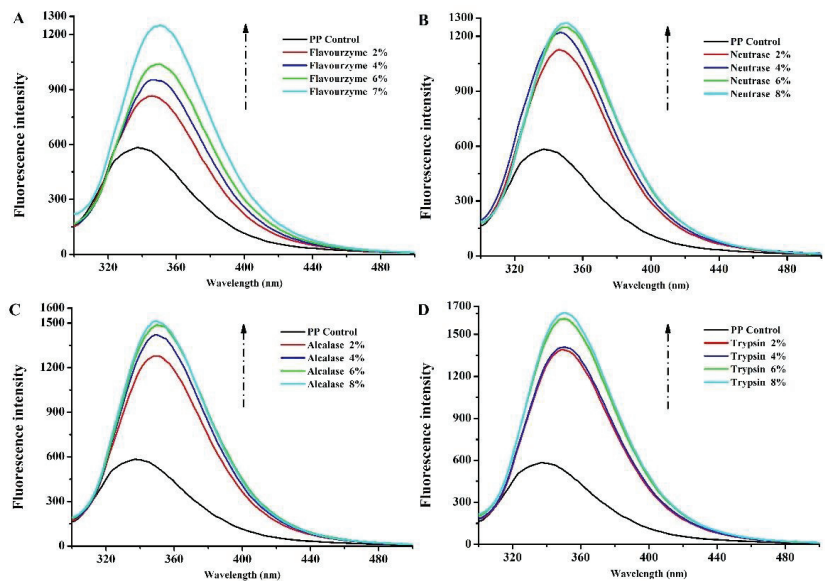 A
1300
1200
900
600
300
0
320 360 400 440 480
Wavelength (nm)
Fluorescence intensity
PP Control
Flavourzyme 2%
Flavourzyme 4%
Flavourzyme 6%
Flavourzyme 7%
B
1300
1200
900
600
300
0
320 360 400 440 480
Wavelength (nm)
Fluorescence intensity
PP Control
Neutrase 2%
Neutrase 4%
Neutrase 6%
Neutrase 8%
C
1600
1500
1200
900
600
300
0
320 360 400 440 480
Wavelength (nm)
Fluorescence intensity
PP Control
Alcalase 2%
Alcalase 4%
Alcalase 6%
Alcalase 8%
D
1700
1500
1200
900
600
300
0
320 360 400 440 480
Wavelength (nm)
Fluorescence intensity
PP Control
Trypsin 2%
Trypsin 4%
Trypsin 6%
Trypsin 8%